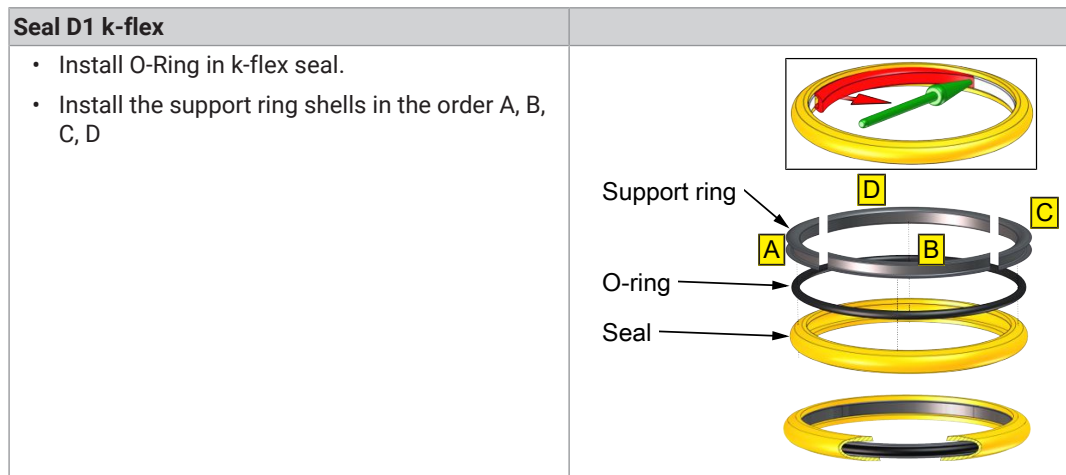 Seal D1 k-flex
• Install O-Ring in k-flex seal.
• Install the support ring shells in the order A, B,
C, D
Support ring
D
C
A
B
O-ring
Seal